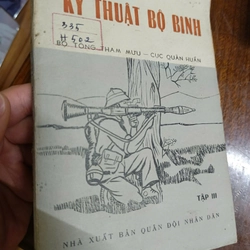 KỸ THUẬT BỘ BINH
335
H 502
BỘ TỔNG THAM MƯU — CỤC QUÂN HUẤN
TẬP III
NHÀ XUẤT BẢN QUÂN ĐỘI NHÂN DÂN